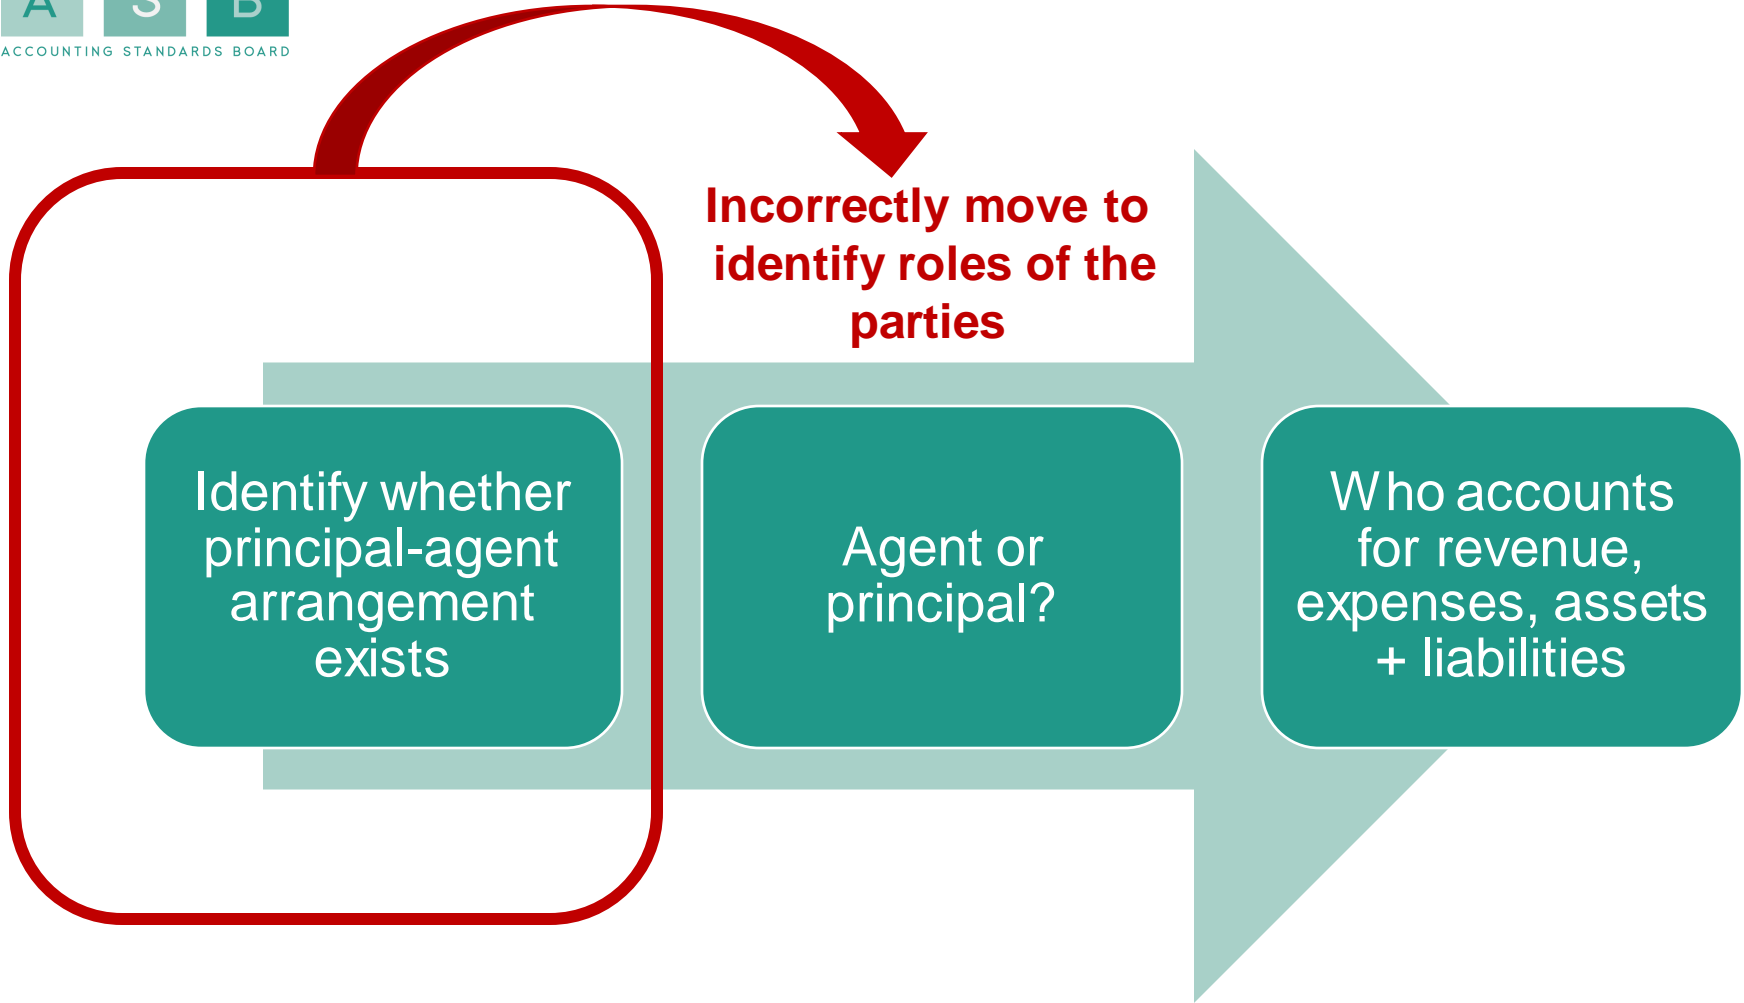 A S B
ACCOUNTING STANDARDS BOARD
Incorrectly move to
identify roles of the
parties
Identify whether
principal-agent
arrangement
exists
Agent or
principal?
Who accounts
for revenue,
expenses, assets
+ liabilities